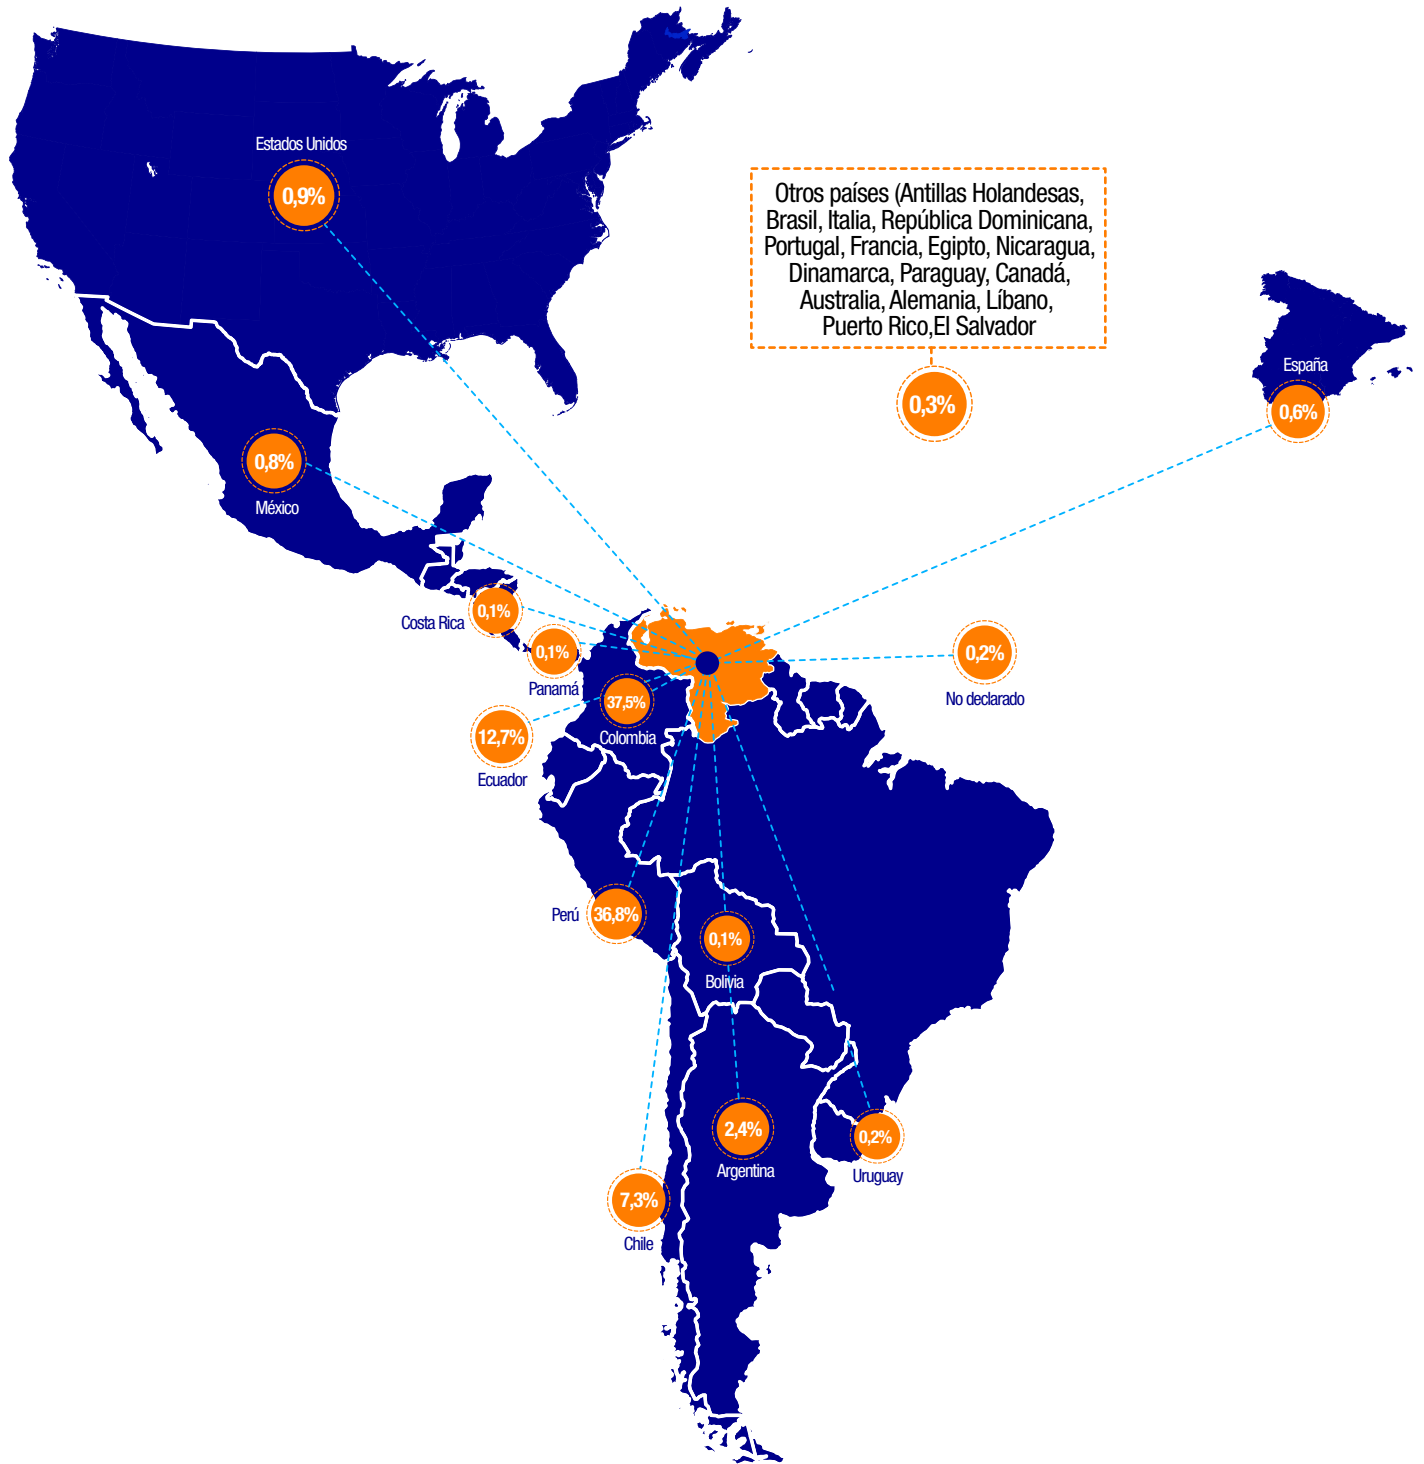 Estados Unidos
0,9%
Otros países (Antillas Holandesas,
Brasil, Italia, República Dominicana,
Portugal, Francia, Egipto, Nicaragua,
Dinamarca, Paraguay, Canadá,
Australia, Alemania, Líbano,
Puerto Rico,El Salvador
0,3%
España
0,6%
0,8%
México
Costa Rica
0,1%
0,1%
Panamá
0,2%
No declarado
37,5%
Colombia
12,7%
Ecuador
Perú
36,8%
0,1%
Bolivia
2,4%
Argentina
0,2%
Uruguay
7,3%
Chile